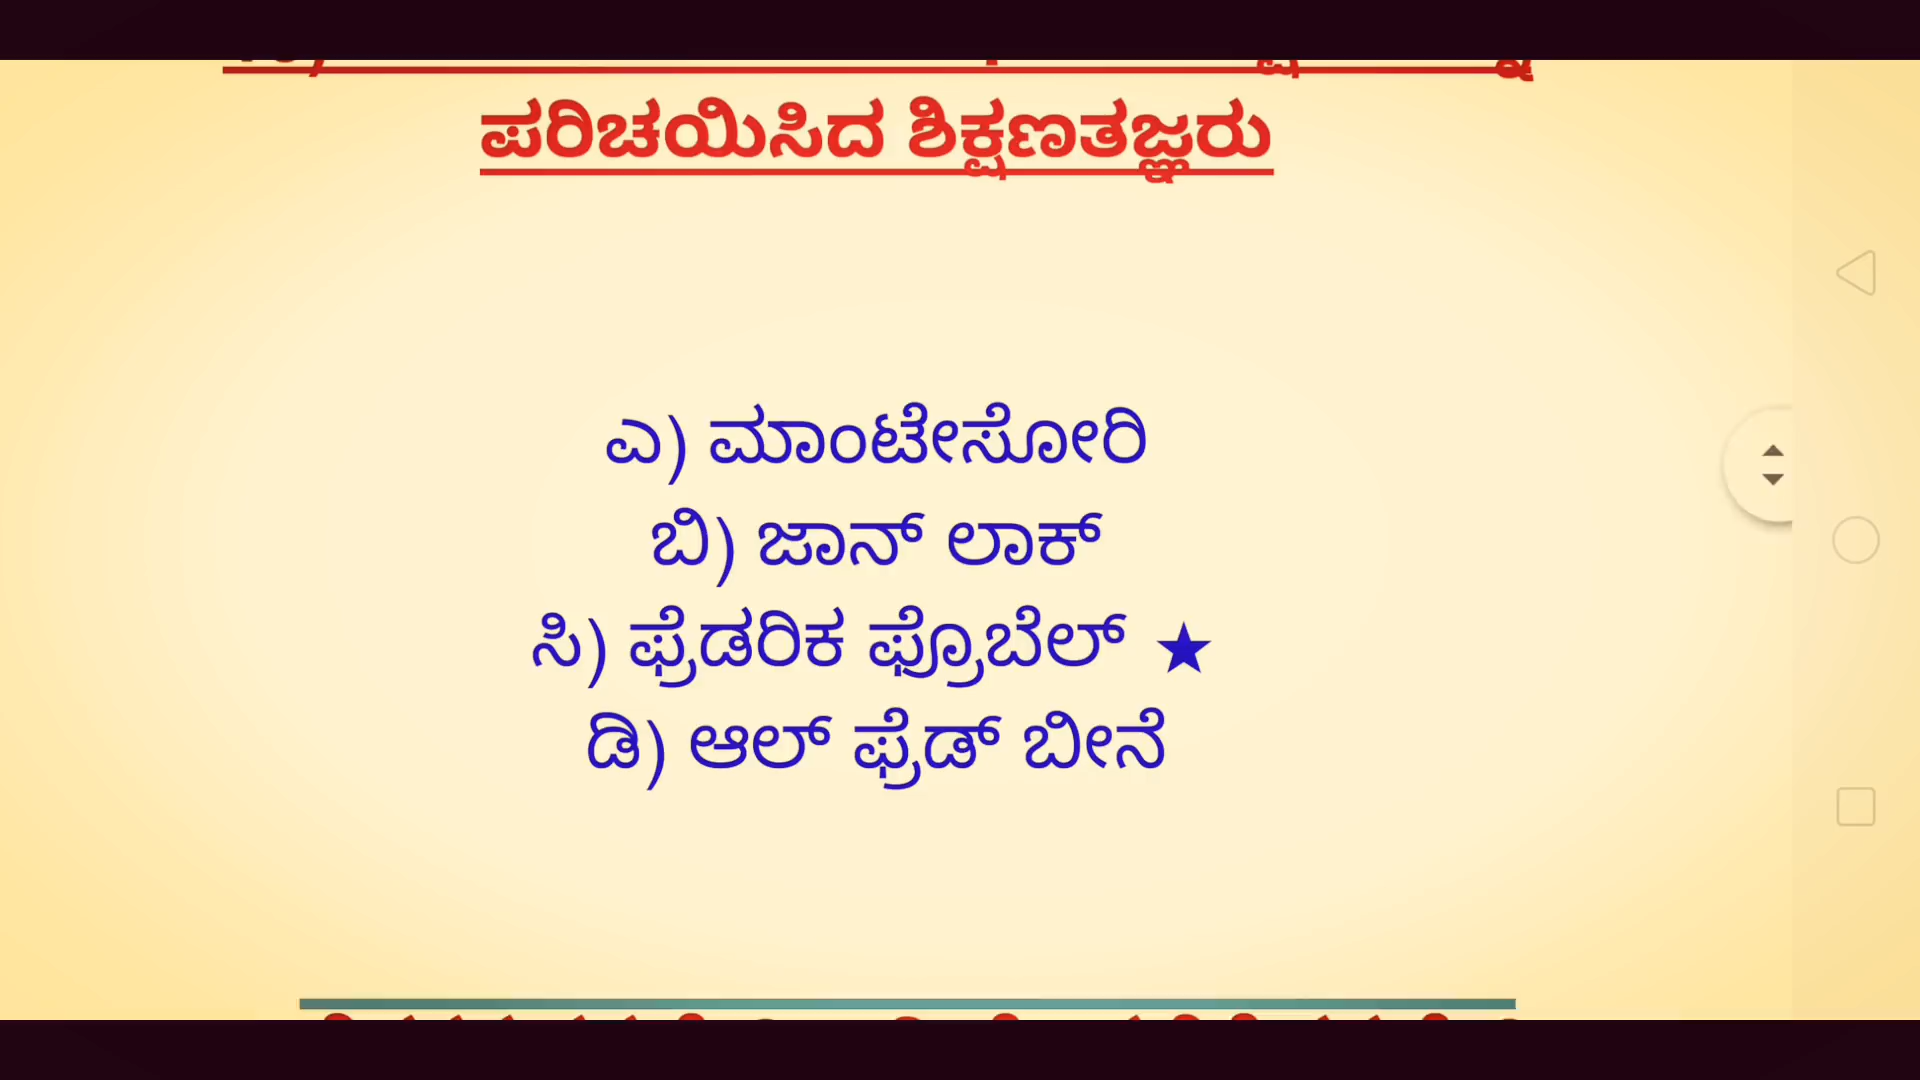 ಪರಿಚಯಿಸಿದ ಶಿಕ್ಷಣತಜ್ಞರು
ಎ) ಮಾಂಟೇಸೋರಿ
ಬಿ) ಜಾನ್ ಲಾಕ್
ಸಿ) ಫ್ರೆಡರಿಕ ಫ್ರೊಬೆಲ್ ★
ಡಿ) ಆಲ್ ಫ್ರೆಡ್ ಬೀನೆ